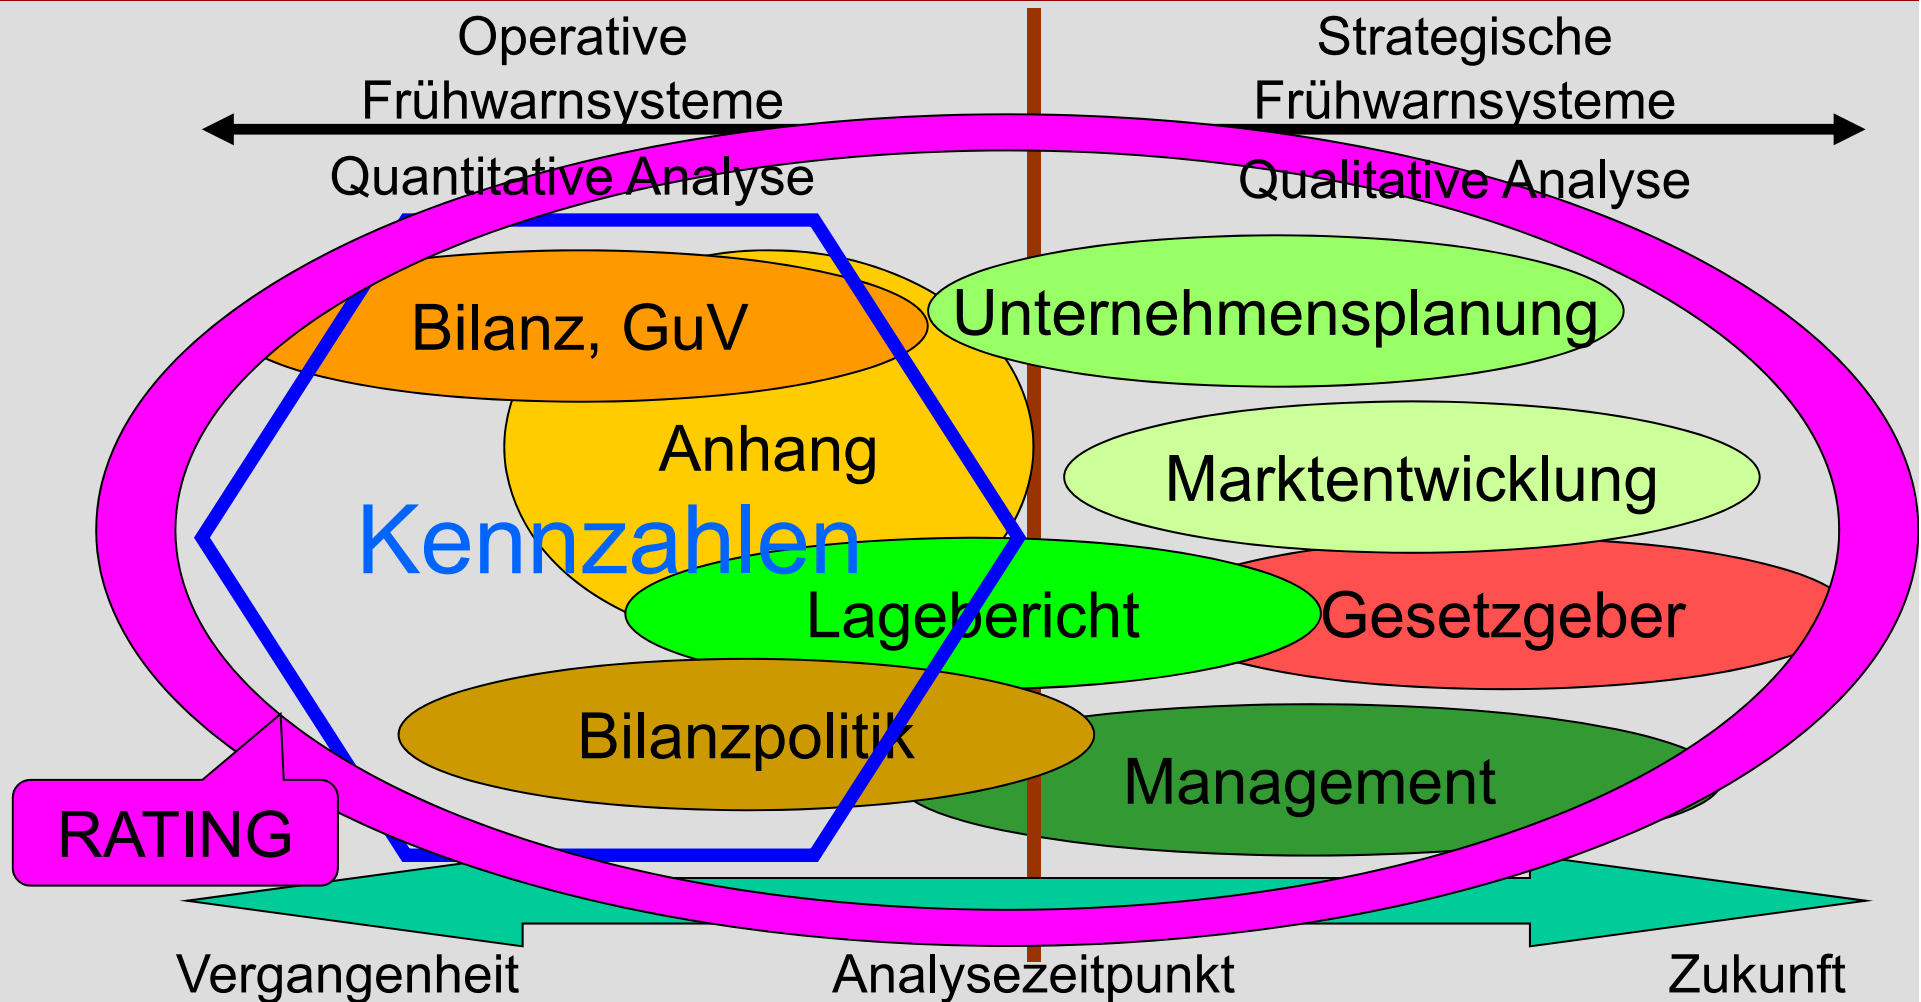 Operative
Frühwarnsysteme
Strategische
Frühwarnsysteme
Quantitative Analyse
Qualitative Analyse
Bilanz, GuV
Unternehmensplanung
Anhang
Marktentwicklung
Kennzahlen
Lagebericht
Gesetzgeber
Bilanzpolitik
Management
RATING
Vergangenheit
Analysezeitpunkt
Zukunft